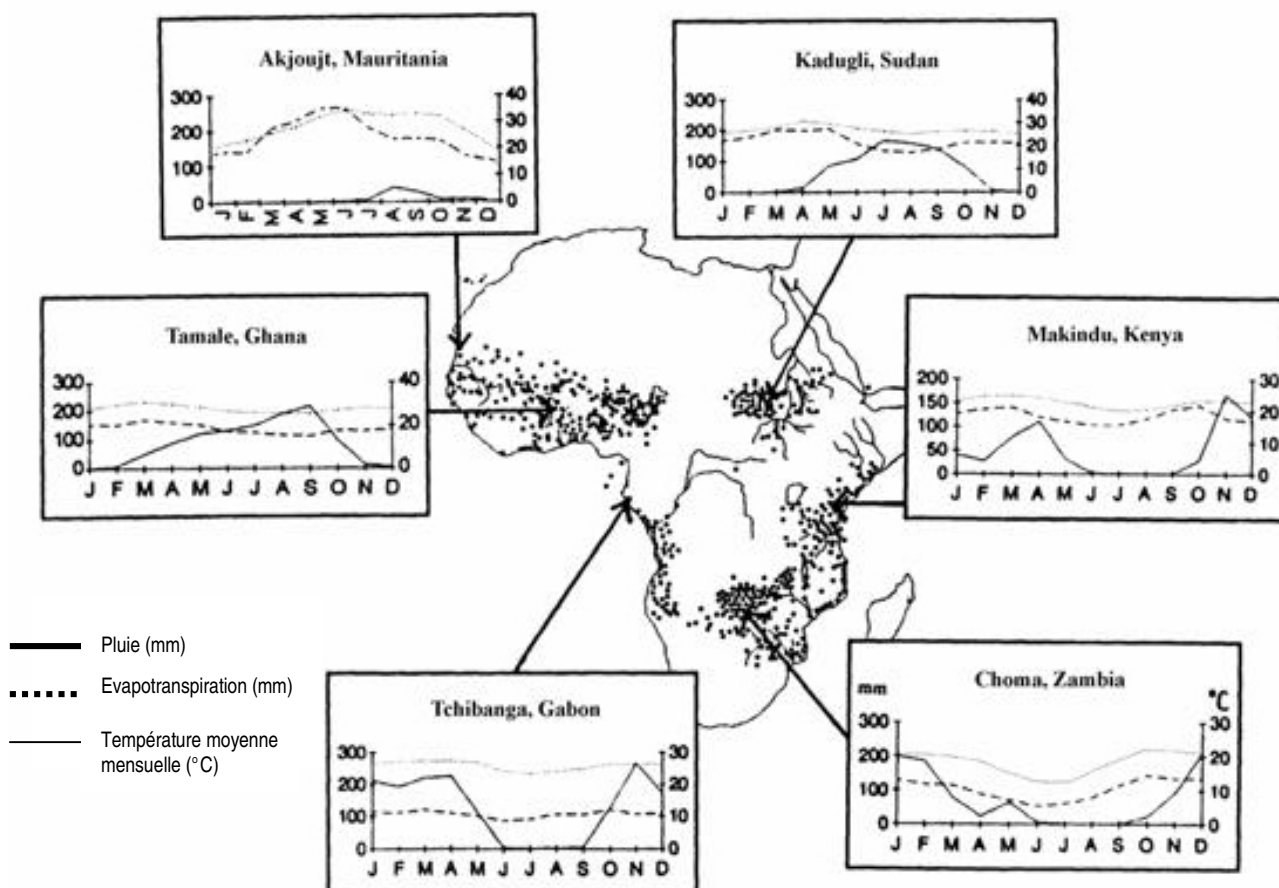 Akjoujt, Mauritania
300
200
100
0
40
30
20
10
0
J F M A M J J A S O N D
Kadugli, Sudan
300
200
100
0
40
30
20
10
0
J F M A M J J A S O N D
Tamale, Ghana
300
200
100
0
40
20
0
J F M A M J J A S O N D
Makindu, Kenya
200
150
100
50
0
30
20
10
0
J F M A M J J A S O N D
Pluie (mm)
Evapotranspiration (mm)
Température moyenne
mensuelle (°C)
Tchibanga, Gabon
300
200
100
0
30
20
10
0
J F M A M J J A S O N D
Choma, Zambia
mm
°C
300
200
100
0
30
20
10
0
J F M A M J J A S O N D